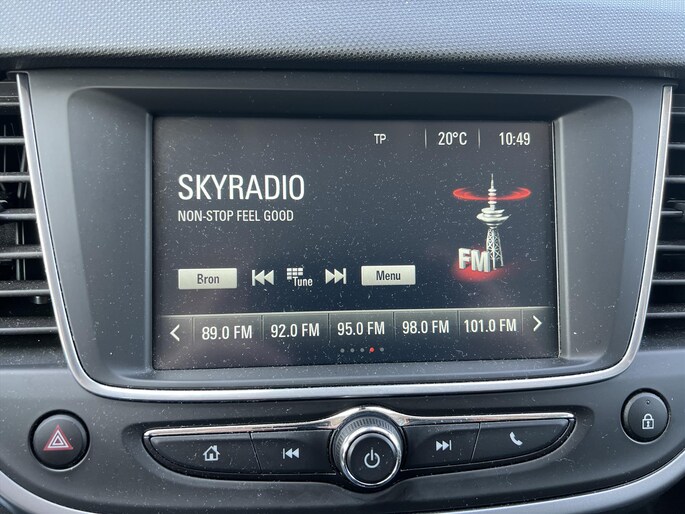 TP 20°C 10:49
SKYRADIO
NON-STOP FEEL GOOD
FM
Bron Tune Menu
89.0 FM 92.0 FM 95.0 FM 98.0 FM 101.0 FM